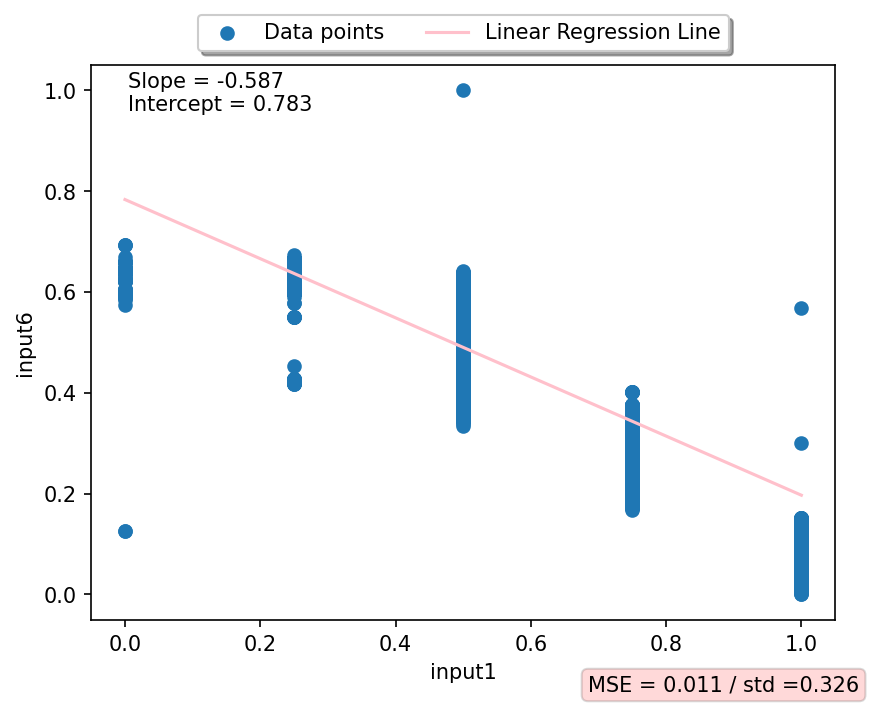 Data points
Linear Regression Line
Slope = -0.587
Intercept = 0.783
1.0
0.8
0.6
0.4
0.2
0.0
input6
0.0 0.2 0.4 0.6 0.8 1.0
input1
MSE = 0.011 / std =0.326